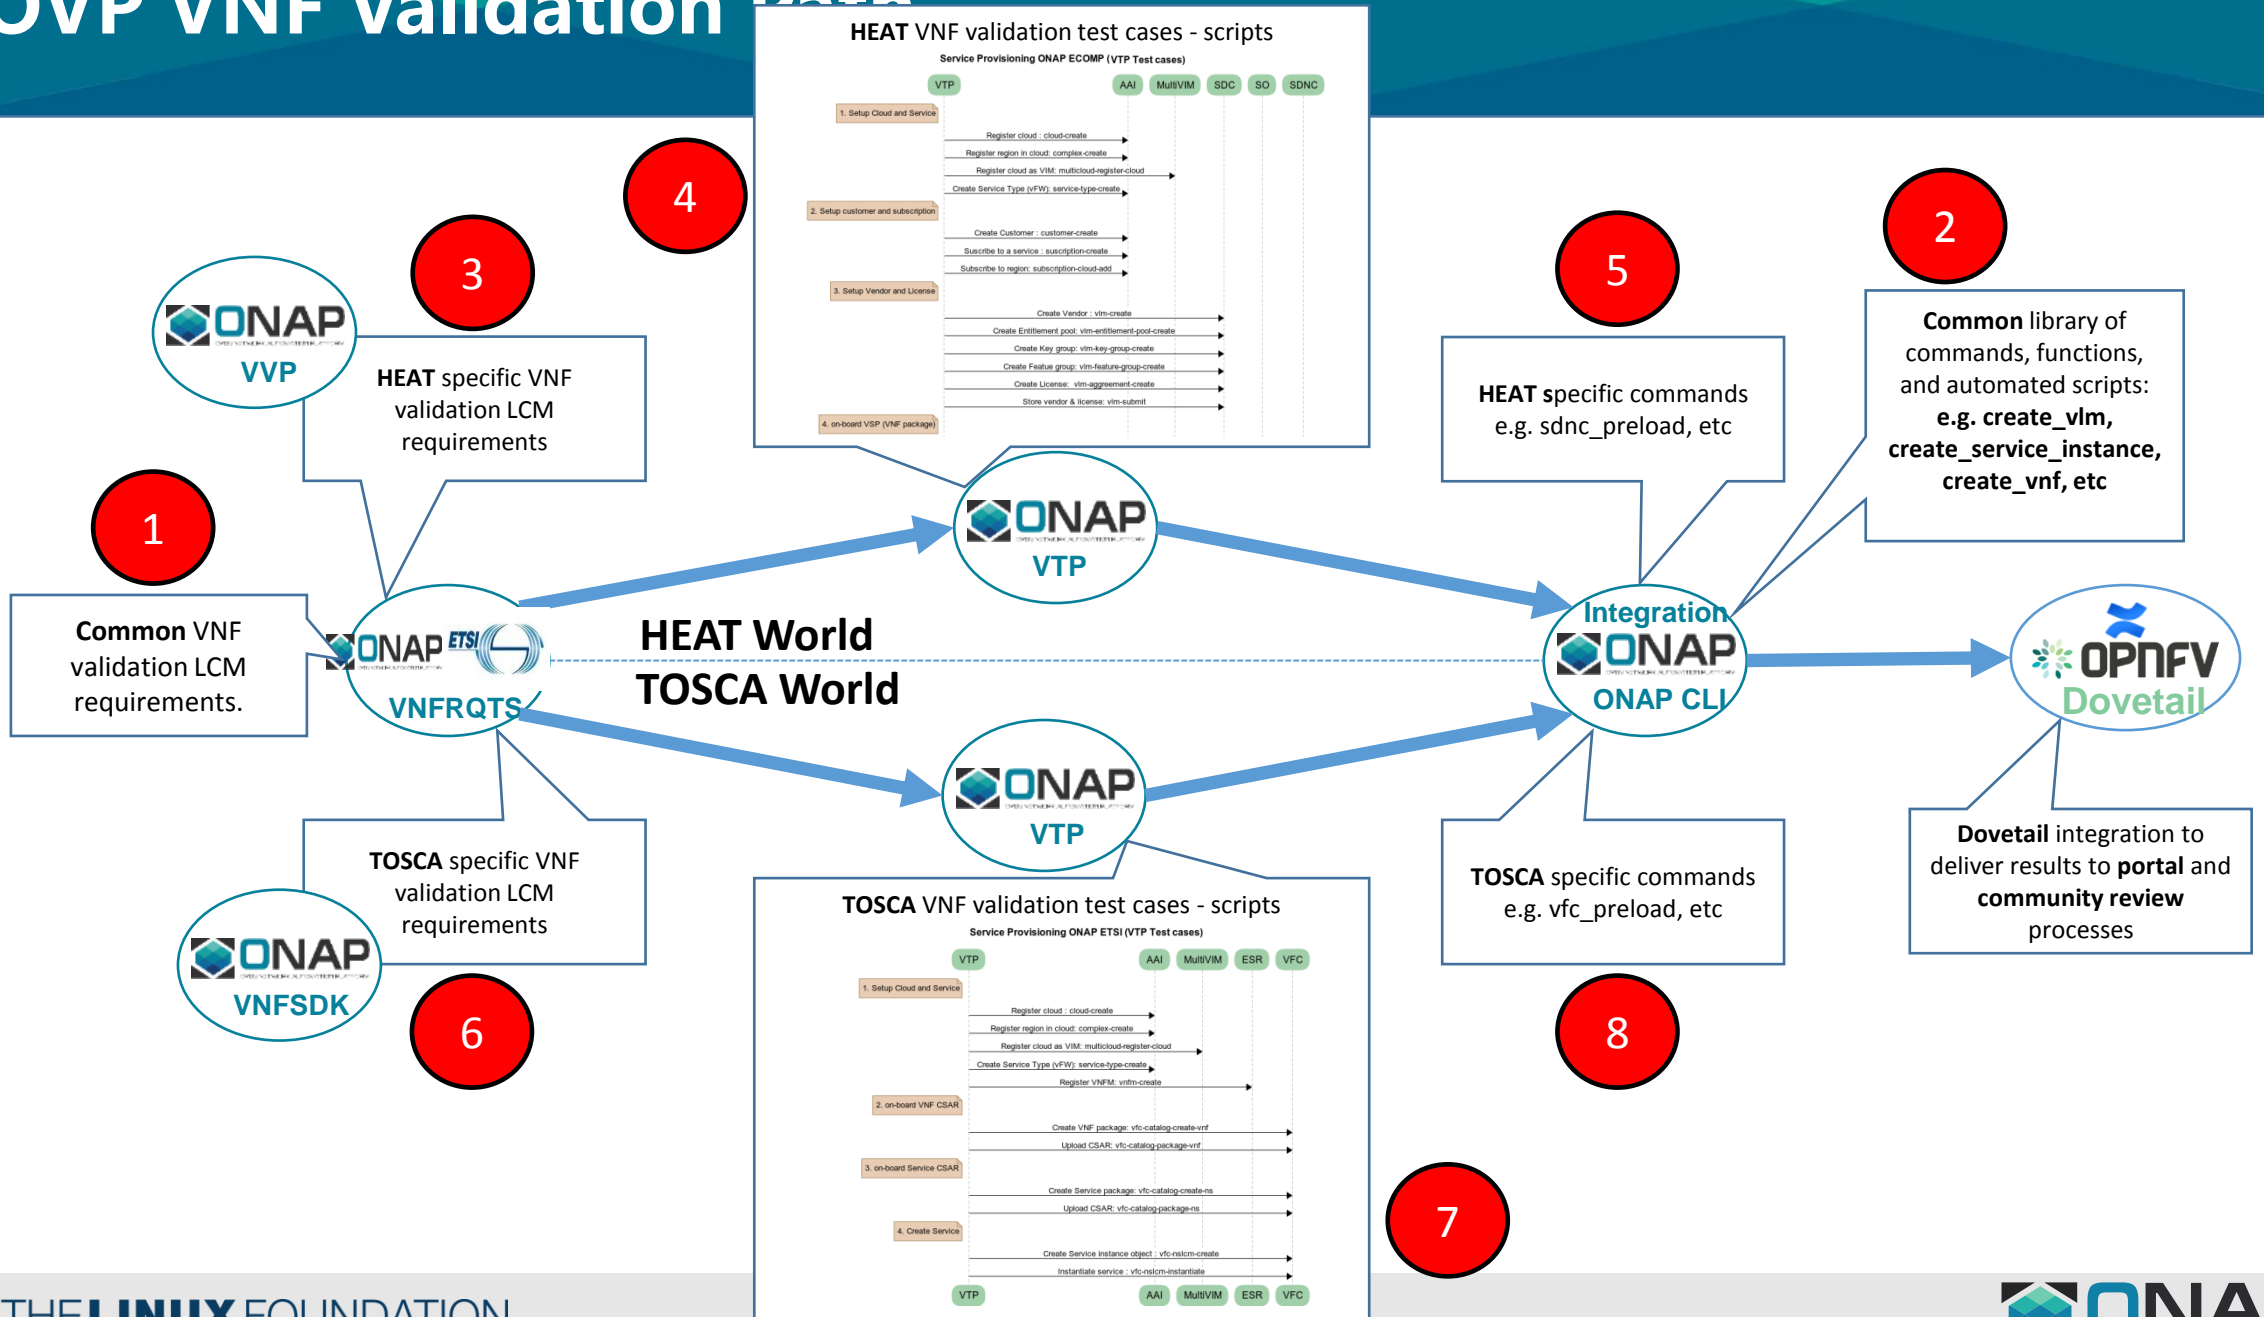 OVP VNF Validation Path
HEAT VNF validation test cases - scripts
Service Provisioning ONAP ECOMP (VTP Test cases)
VTP AAI MultiVIM SDC SO SDNC
1. Setup Cloud and Service
Register cloud : cloud-create
Register region in cloud: complex-create
Register cloud as VIM: multicloud-register-cloud
Create Service Type (vFW): service-type-create
2. Setup customer and subscription
Create Customer : customer-create
Suscribe to a service : suscription-create
Subscribe to region: subscription-cloud-add
3. Setup Vendor and License
Create Vendor : vlm-create
Create Entitlement pool: vlm-entitlement-pool-create
Create Key group: vlm-key-group-create
Create Featue group: vlm-feature-group-create
Create License: vlm-aggreement-create
Store vendor & license: vlm-submit
4. on-board VSP (VNF package)
4
3
5
2
ONAP
VVP
HEAT specific VNF
validation LCM
requirements
HEAT specific commands
e.g. sdnc_preload, etc
Common library of
commands, functions,
and automated scripts:
e.g. create_vlm,
create_service_instance,
create_vnf, etc
1
Common VNF
validation LCM
requirements.
ONAP
OPEN NETWORK AUTOMATION PLATFORM
VTP
ONAP ETSI
VNFRQTS
HEAT World
TOSCA World
Integration
ONAP
ONAP CLI
OPNFV
Dovetail
ONAP
OPEN NETWORK AUTOMATION PLATFORM
VTP
TOSCA specific VNF
validation LCM
requirements
ONAP
OPEN NETWORK AUTOMATION PLATFORM
VNFSDK
6
TOSCA specific commands
e.g. vfc_preload, etc
8
Dovetail integration to
deliver results to portal and
community review
processes
TOSCA VNF validation test cases - scripts
Service Provisioning ONAP ETSI (VTP Test cases)
VTP AAI MultiVIM ESR VFC
1. Setup Cloud and Service
Register cloud : cloud-create
Register region in cloud: complex-create
Register cloud as VIM: multicloud-register-cloud
Create Service Type (vFW): service-type-create
Register VNFM: vnfm-create
2. on-board VNF CSAR
Create VNF package: vfc-catalog-create-vnf
Upload CSAR: vfc-catalog-package-vnf
3. on-board Service CSAR
Create Service package: vfc-catalog-create-ns
Upload CSAR: vfc-catalog-package-ns
4. Create Service
Create Service Instance object : vfc-nslcm-create
Instantiate service : vfc-nslcm-instantiate
VTP AAI MultiVIM ESR VFC
7
THE LINUX FOUNDATION
ONA